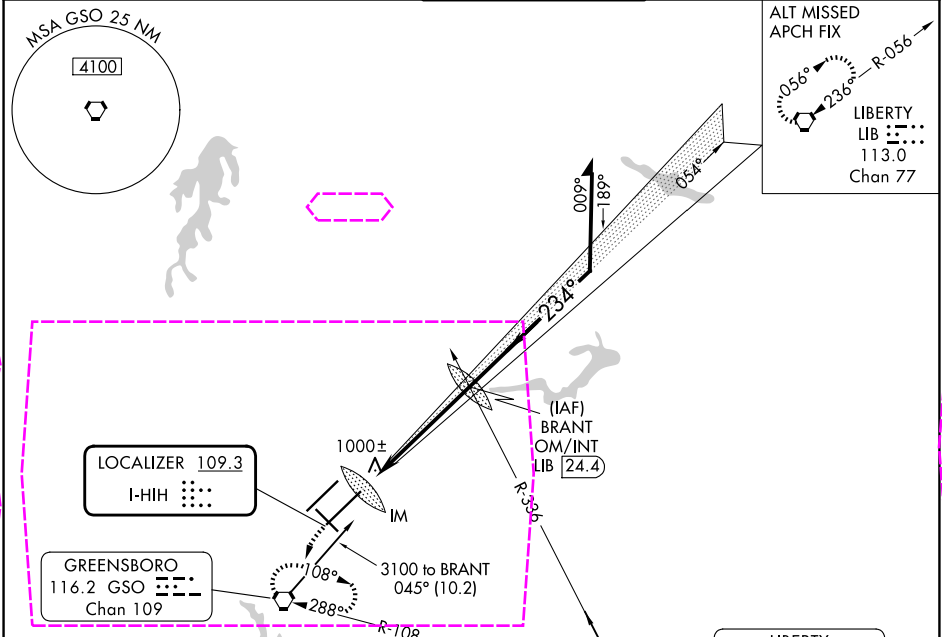 MSA GSO 25 NM
4100
ALT MISSED
APCH FIX
056°
236°
R-056
LIBERTY
LIB
113.0
Chan 77
009°
189°
054°
234°
(IAF)
BRANT
OM/INT
LIB 24.4
1000±
LOCALIZER 109.3
I-HIH
IM
R-336
GREENSBORO
116.2 GSO
Chan 109
108°
288°
R-108
3100 to BRANT
045° (10.2)
LIBERTY